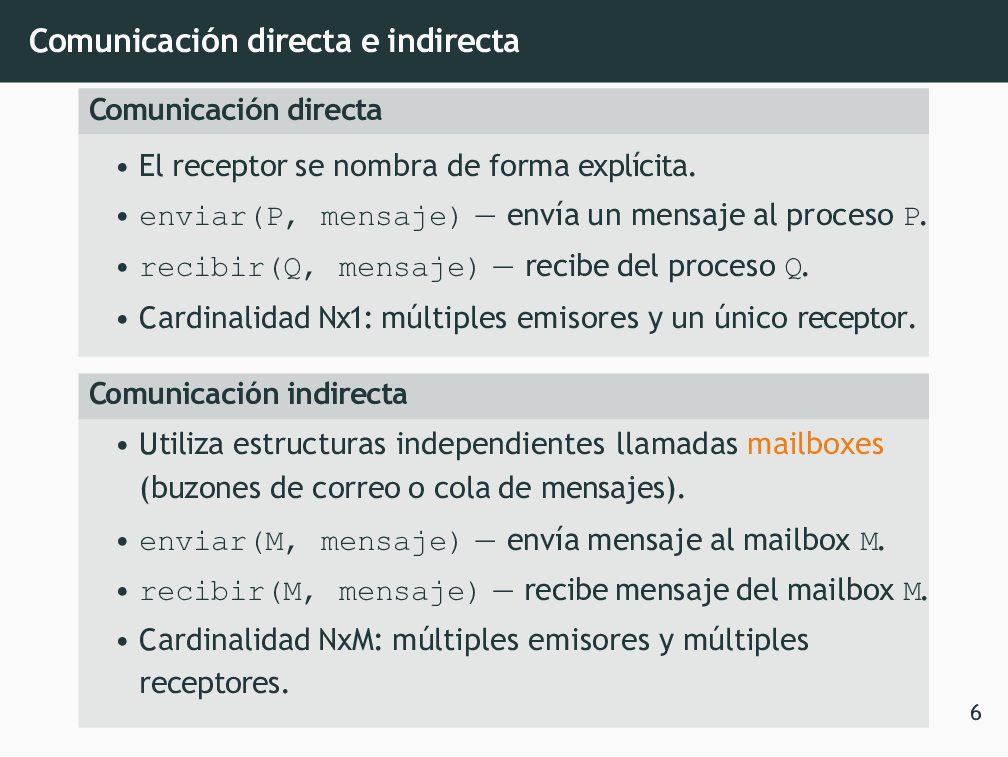 Comunicación directa e indirecta
Comunicación directa
• El receptor se nombra de forma explícita.
• enviar(P, mensaje) — envía un mensaje al proceso P.
• recibir(Q, mensaje) — recibe del proceso Q.
• Cardinalidad Nx1: múltiples emisores y un único receptor.
Comunicación indirecta
• Utiliza estructuras independientes llamadas mailboxes
(buzones de correo o cola de mensajes).
• enviar(M, mensaje) — envía mensaje al mailbox M.
• recibir(M, mensaje) — recibe mensaje del mailbox M.
• Cardinalidad NxM: múltiples emisores y múltiples
receptores.
6